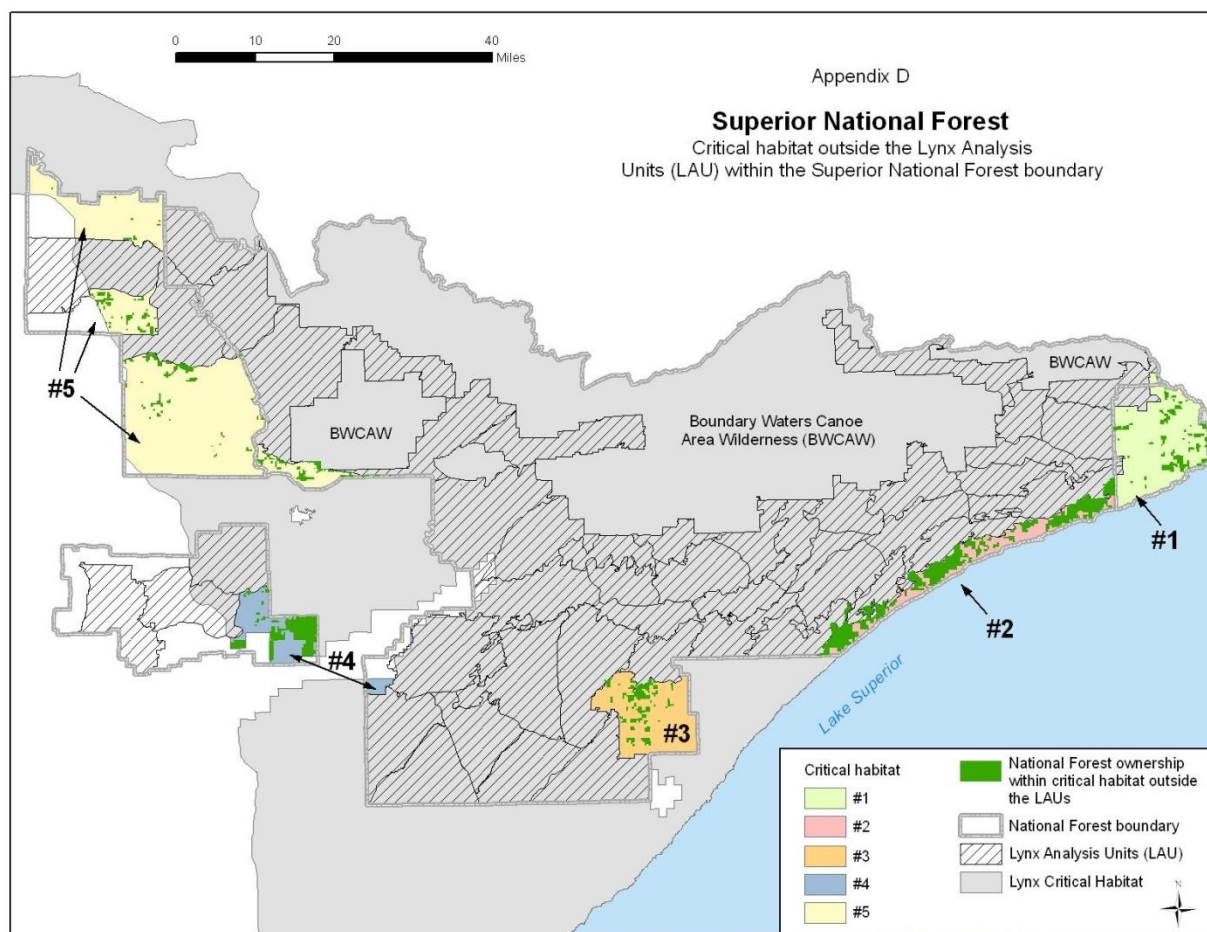 0 10 20 40
Miles
Appendix D
Superior National Forest
Critical habitat outside the Lynx Analysis
Units (LAU) within the Superior National Forest boundary
#5
BWCAW
Boundary Waters Canoe
Area Wilderness (BWCAW)
BWCAW
#1
#2
#4
#3
Lake Superior
Critical habitat
#1
#2
#3
#4
#5
National Forest ownership
within critical habitat outside
the LAUs
National Forest boundary
Lynx Analysis Units (LAU)
Lynx Critical Habitat
N